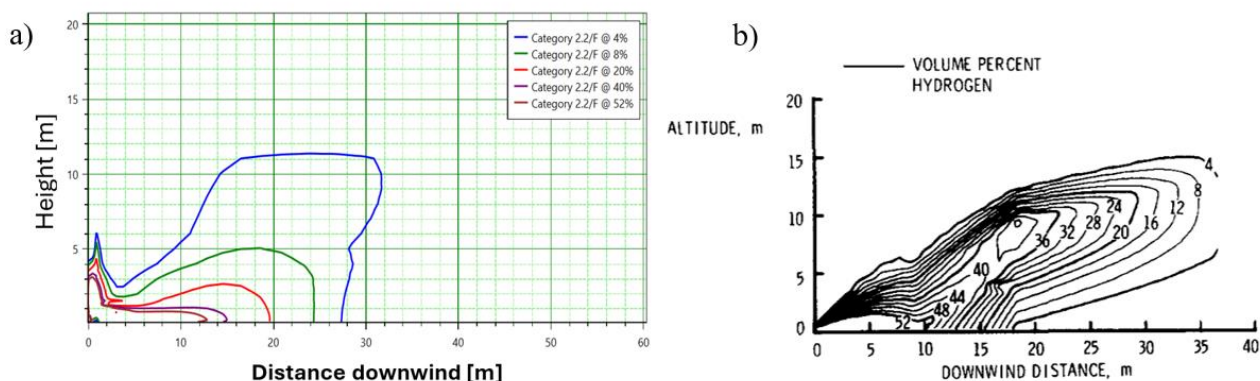 a)
20
15
10
5
0
Height [m]
0 10 20 30 40 50 60
Distance downwind [m]
Category 2.2/F @ 4%
Category 2.2/F @ 8%
Category 2.2/F @ 20%
Category 2.2/F @ 40%
Category 2.2/F @ 52%
b)
VOLUME PERCENT
HYDROGEN
ALTITUDE, m
20
15
10
5
0
4
8
12
16
20
24
28
32
36
40
44
48
52
0 5 10 15 20 25 30 35 40
DOWNWIND DISTANCE, m